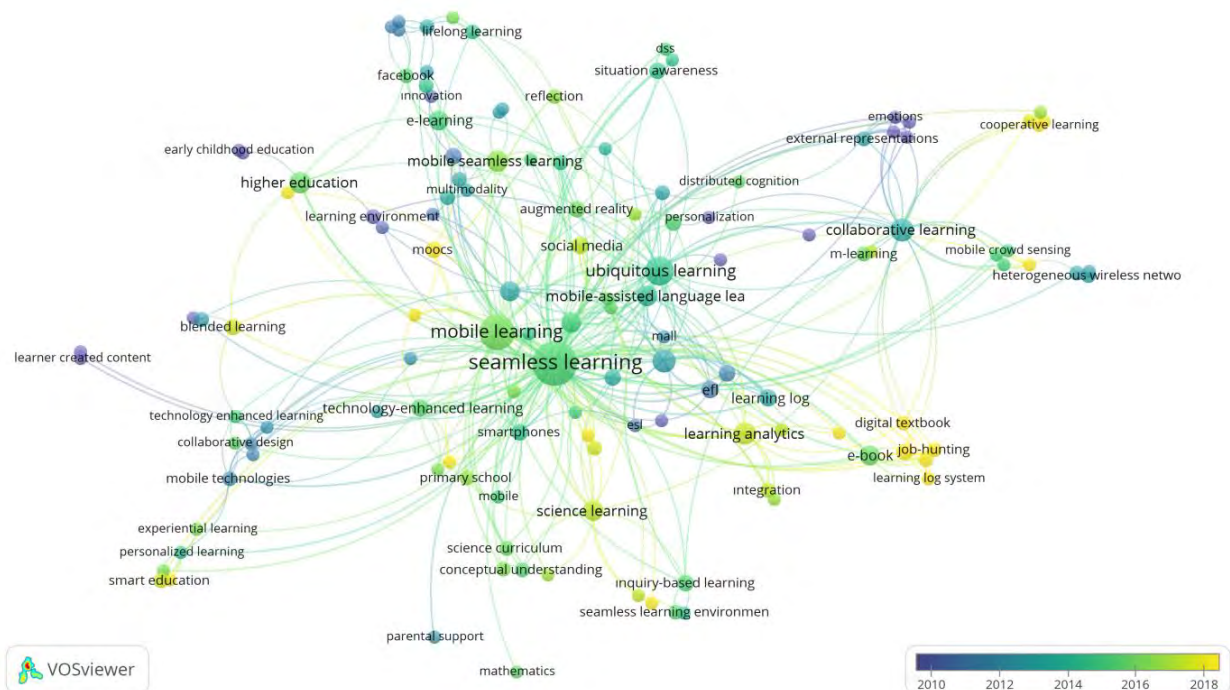 lifelong learning
dss
situation awareness
facebook
innovation
reflection
e-learning
emotions
cooperative learning
external representations
early childhood education
mobile seamless learning
higher education
multimodality
distributed cognition
learning environment
augmented reality
personalization
collaborative learning
moocs
social media
m-learning
mobile crowd sensing
ubiquitous learning
heterogeneous wireless netwo
mobile-assisted language lea
blended learning
mobile learning
mall
learner created content
seamless learning
efl
learning log
technology enhanced learning
technology-enhanced learning
collaborative design
smartphones
esl
learning analytics
digital textbook
e-book
job-hunting
mobile technologies
primary school
learning log system
mobile
integration
science learning
experiential learning
personalized learning
science curriculum
smart education
conceptual understanding
inquiry-based learning
seamless learning environmen
parental support
mathematics
VOSviewer
2010 2012 2014 2016 2018